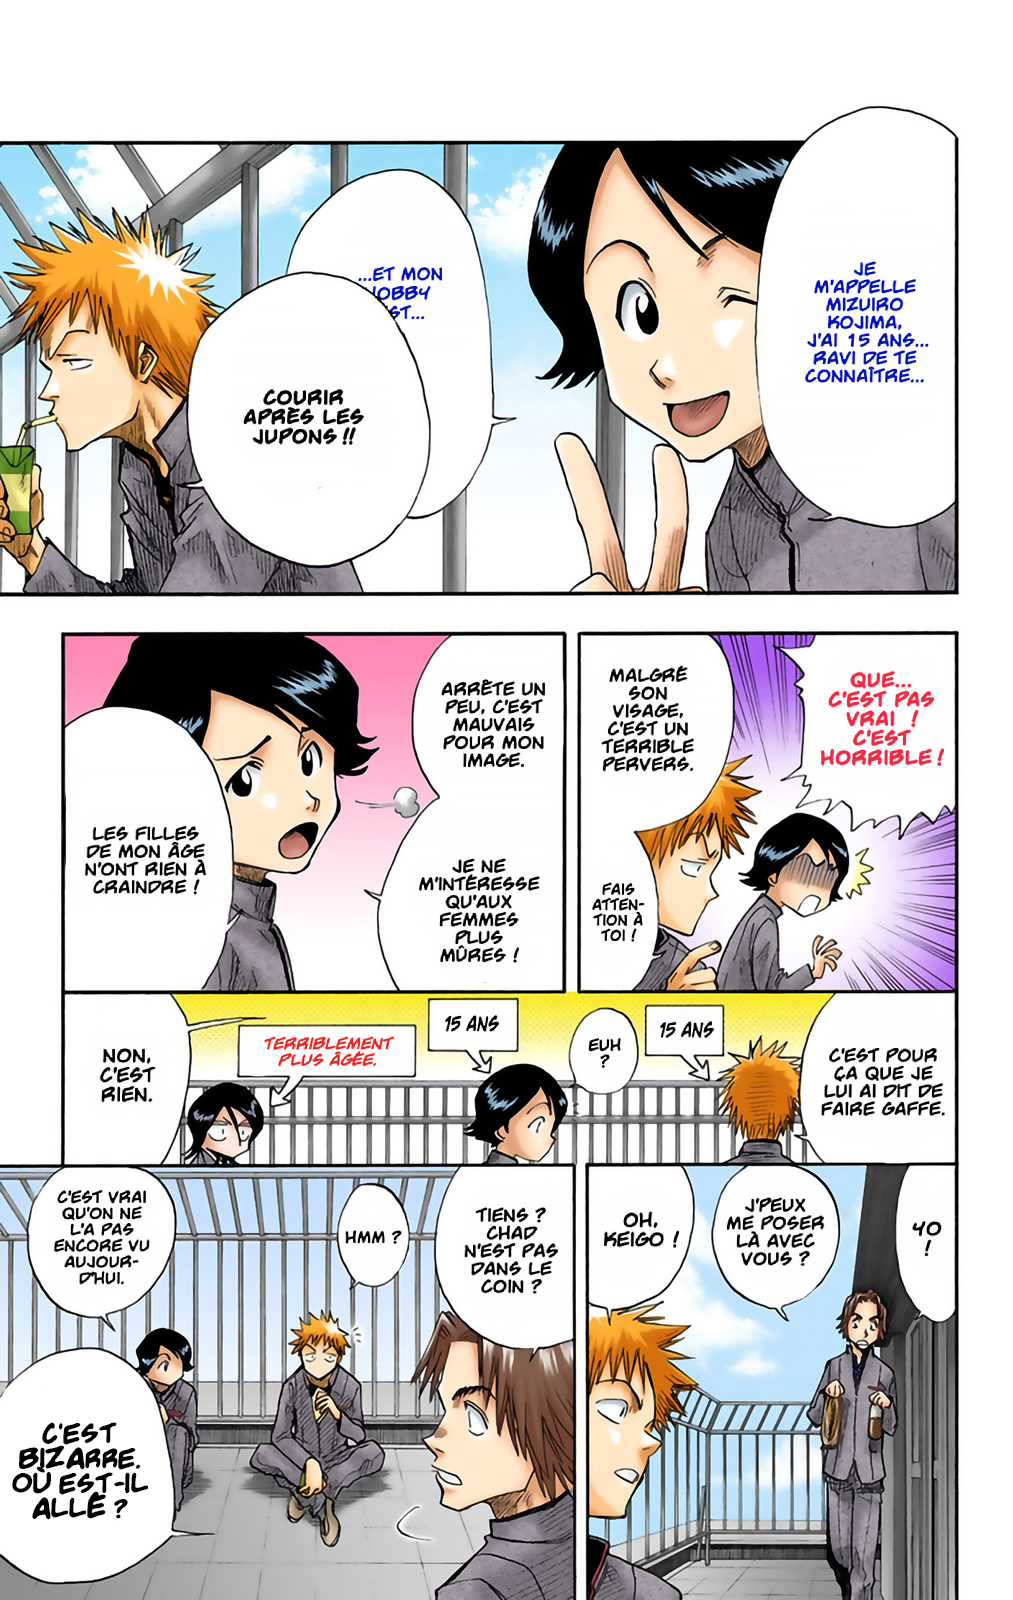 JE
M'APPELLE
MIZUIRO
KOJIMA,
J'AI 15 ANS...
RAVI DE TE
CONNAÎTRE...
...ET MON
HOBBY
EST...
COURIR
APRÈS LES
JUPONS !!
QUE...
C'EST PAS
VRAI !
C'EST
HORRIBLE !
MALGRÉ
SON
VISAGE,
C'EST UN
TERRIBLE
PERVERS.
FAIS
ATTEN-
TION À
TOI !
ARRÊTE UN
PEU, C'EST
MAUVAIS
POUR MON
IMAGE.
JE NE
M'INTÉRESSE
QU'AUX
FEMMES
PLUS
MÛRES !
LES FILLES
DE MON ÂGE
N'ONT RIEN À
CRAINDRE !
C'EST POUR
ÇA QUE JE
LUI AI DIT DE
FAIRE GAFFE.
15 ANS
EUH
?
15 ANS
TERRIBLEMENT
PLUS ÂGÉE.
NON,
C'EST
RIEN.
YO
!
J'PEUX
ME POSER
LÀ AVEC
VOUS ?
OH,
KEIGO !
TIENS ?
CHAD
N'EST PAS
DANS LE
COIN ?
HMM ?
C'EST VRAI
QU'ON NE
L'A PAS
ENCORE VU
AUJOUR-
D'HUI.
C'EST
BIZARRE.
OÙ EST-IL
ALLÉ ?